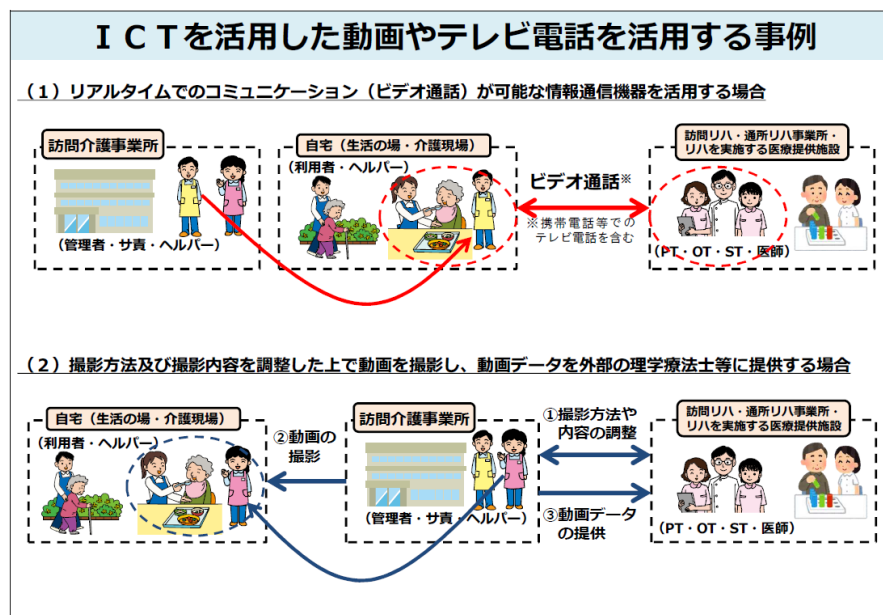 ＩＣＴを活用した動画やテレビ電話を活用する事例
（１）リアルタイムでのコミュニケーション（ビデオ通話）が可能な情報通信機器を活用する場合
訪問介護事業所
（管理者・サ責・ヘルパー）
自宅（生活の場・介護現場）
（利用者・ヘルパー）
ビデオ通話※
※携帯電話等での
テレビ電話を含む
訪問リハ・通所リハ事業所・
リハを実施する医療提供施設
（PT・OT・ST・医師）
（２）撮影方法及び撮影内容を調整した上で動画を撮影し、動画データを外部の理学療法士等に提供する場合
自宅（生活の場・介護現場）
（利用者・ヘルパー）
②動画の
撮影
訪問介護事業所
（管理者・サ責・ヘルパー）
①撮影方法や
内容の調整
③動画データ
の提供
訪問リハ・通所リハ事業所・
リハを実施する医療提供施設
（PT・OT・ST・医師）